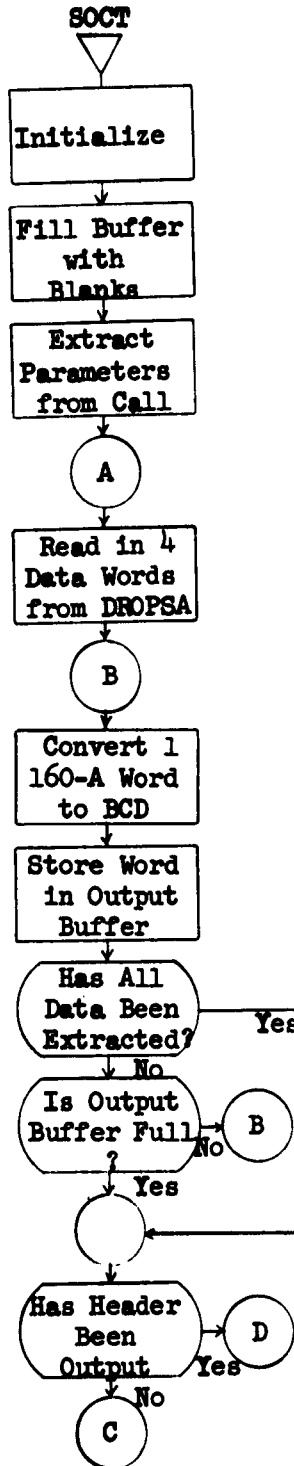 SOCT
Initialize
Fill Buffer
with
Blanks
Extract
Parameters
from Call
A
Read in 4
Data Words
from DROPSA
B
Convert 1
160-A Word
to BCD
Store Word
in Output
Buffer
Has All
Data Been
Extracted?
Yes
No
Is Output
Buffer Full
?
No
B
Yes
Has Header
Been
Output
Yes
D
No
C